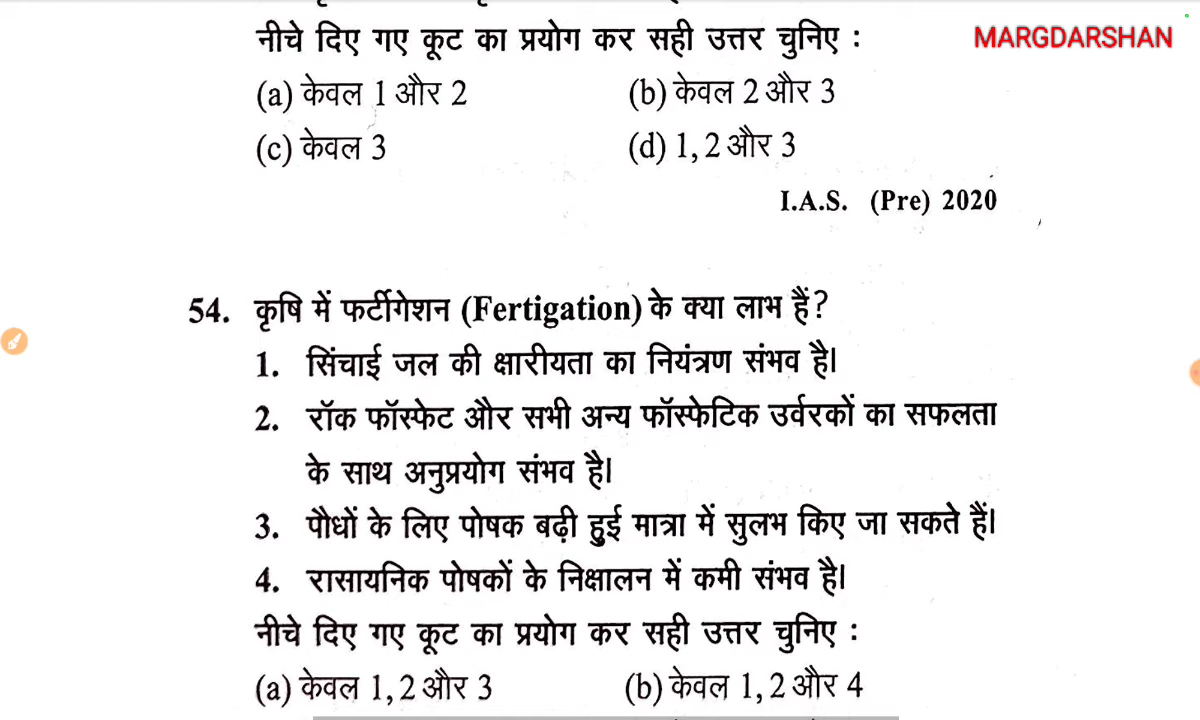 नीचे दिए गए कूट का प्रयोग कर सही उत्तर चुनिए :
MARGDARSHAN
(a) केवल 1 और 2 (b) केवल 2 और 3
(c) केवल 3 (d) 1, 2 और 3
I.A.S. (Pre) 2020
54. कृषि में फर्टीगेशन (Fertigation) के क्या लाभ हैं?
1. सिंचाई जल की क्षारीयता का नियंत्रण संभव है।
2. रॉक फॉस्फेट और सभी अन्य फॉस्फेटिक उर्वरकों का सफलता
के साथ अनुप्रयोग संभव है।
3. पौधों के लिए पोषक बढ़ी हुई मात्रा में सुलभ किए जा सकते हैं।
4. रासायनिक पोषकों के निक्षालन में कमी संभव है।
नीचे दिए गए कूट का प्रयोग कर सही उत्तर चुनिए :
(a) केवल 1, 2 और 3 (b) केवल 1, 2 और 4